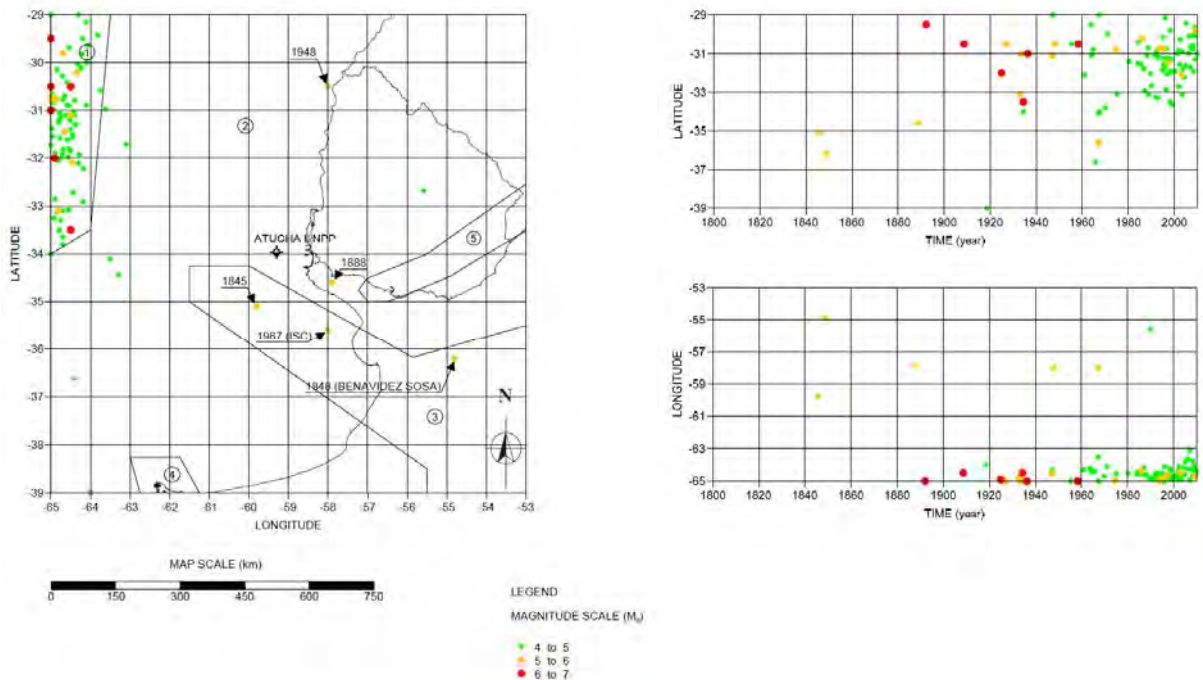 -29
-30
-31
-32
-33
-34
-35
-36
-37
-38
-39
LATITUDE
-65 -64 -63 -62 -61 -60 -59 -58 -57 -56 -55 -54 -53
LONGITUDE
1
2
3
4
5
1948
ATUCHA UNPP
1888
1845
1967 (ISC)
1848 (BENAVIDEZ SOSA)
N
MAP SCALE (km)
0 150 300 450 600 750
LEGEND
MAGNITUDE SCALE
4 to 5
5 to 6
6 to 7
-29
-31
-33
-35
-37
-39
LATITUDE
1800 1820 1840 1860 1880 1900 1920 1940 1960 1980 2000
TIME (year)
-53
-55
-57
-59
-61
-63
-65
LONGITUDE
1800 1820 1840 1860 1880 1900 1920 1940 1960 1980 2000
TIME (year)